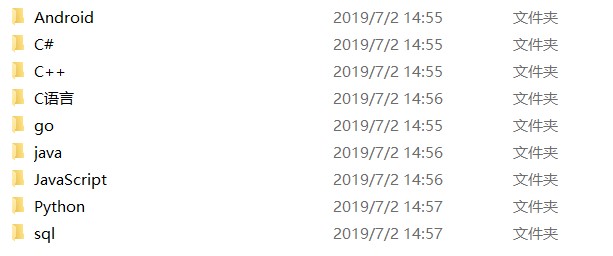 Android 2019/7/2 14:55 文件夹
C# 2019/7/2 14:55 文件夹
C++ 2019/7/2 14:55 文件夹
C语言 2019/7/2 14:56 文件夹
go 2019/7/2 14:55 文件夹
java 2019/7/2 14:56 文件夹
JavaScript 2019/7/2 14:56 文件夹
Python 2019/7/2 14:57 文件夹
sql 2019/7/2 14:57 文件夹